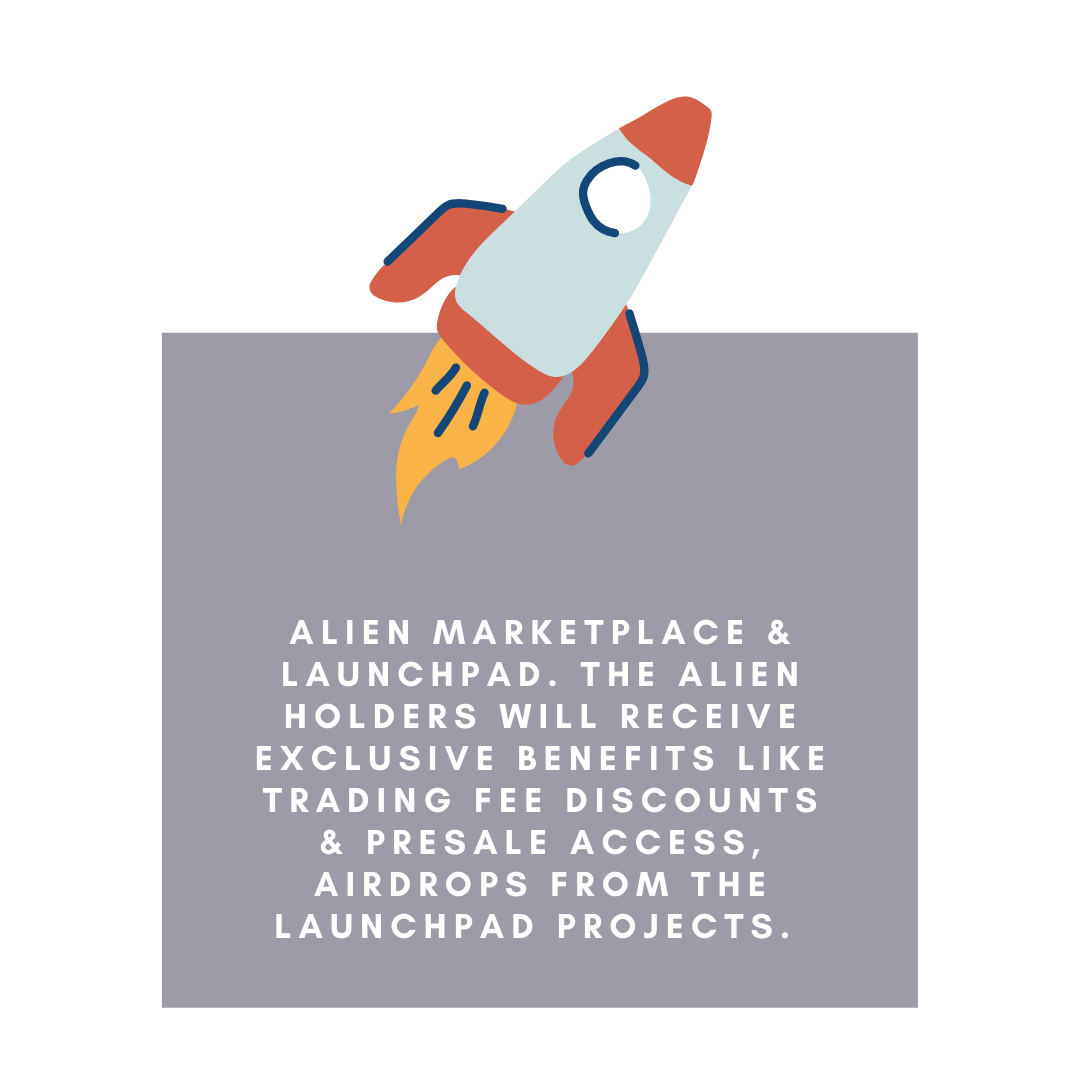 ALIEN MARKETPLACE &
LAUNCHPAD. THE ALIEN
HOLDERS WILL RECEIVE
EXCLUSIVE BENEFITS LIKE
TRADING FEE DISCOUNTS
& PRESALE ACCESS,
AIRDROPS FROM THE
LAUNCHPAD PROJECTS.